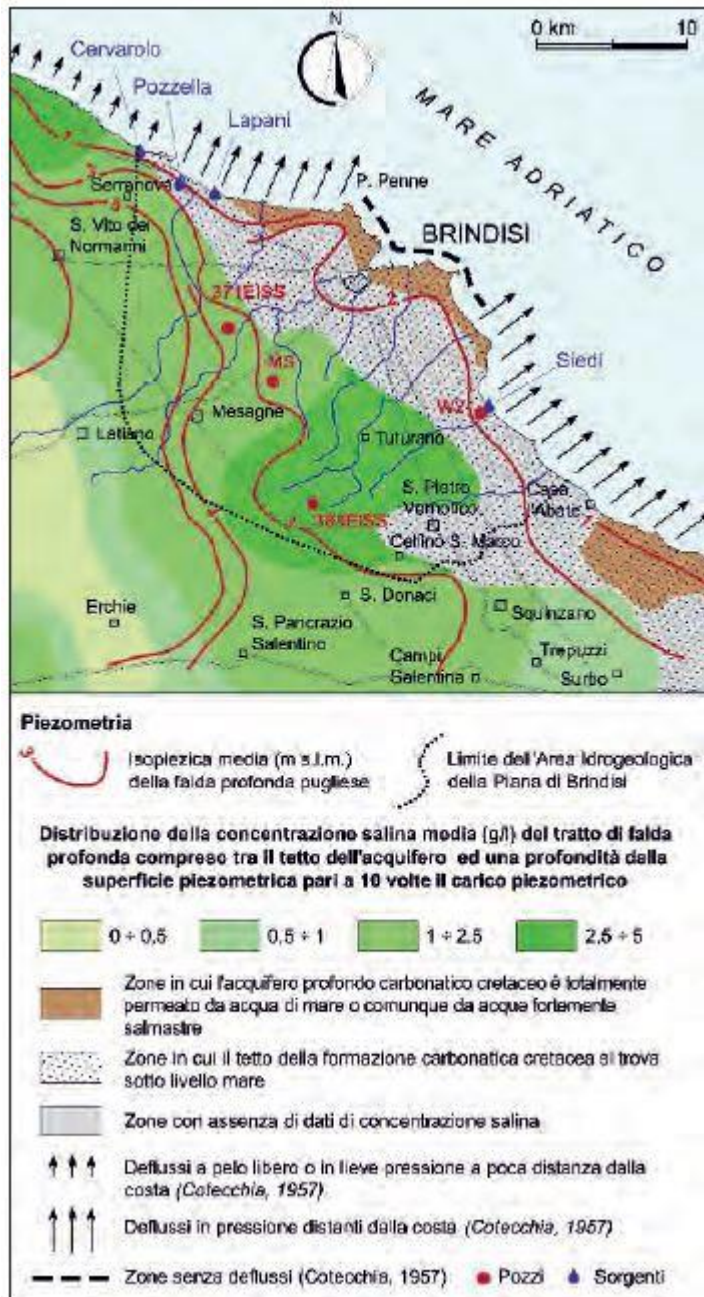 N
0 km 10
Cervarolo
Pozzella
Lapani
MARE ADRIATICO
P. Penne
Serranova
BRINDISI
S. Vito dei
Normanni
371EISS
MS
Siedi
W2
Mesagne
Latiano
Tuturano
S. Pietro
Vernotico
Casa
l'Abate
Cellino S. Marco
S. Donaci
Erchie
S. Pancrazio
Salentino
Squinzano
Campi
Salentina
Trepuzzi
Surbo
Piezometria
Isopiezica media (m s.l.m.)
della falda profonda pugliese
Limite dell'Area Idrogeologica
della Piana di Brindisi
Distribuzione della concentrazione salina media (g/l) del tratto di falda
profonda compreso tra il tetto dell'acquifero ed una profondità dalla
superficie piezometrica pari a 10 volte il carico piezometrico
0 ÷ 0,5 0,5 ÷ 1 1 ÷ 2.5 2,5 ÷ 5
Zone in cui l'acquifero profondo carbonatico cretaceo è totalmente
permeato da acqua di mare o comunque da acque fortemente
salmastre
Zone in cui il tetto della formazione carbonatica cretacea si trova
sotto livello mare
Zone con assenza di dati di concentrazione salina
Deflussi a pelo libero o in lieve pressione a poca distanza dalla
costa (Cotecchia, 1957)
Deflussi in pressione distanti dalla costa (Cotecchia, 1957)
Zone senza deflussi (Cotecchia, 1957) Pozzi Sorgenti